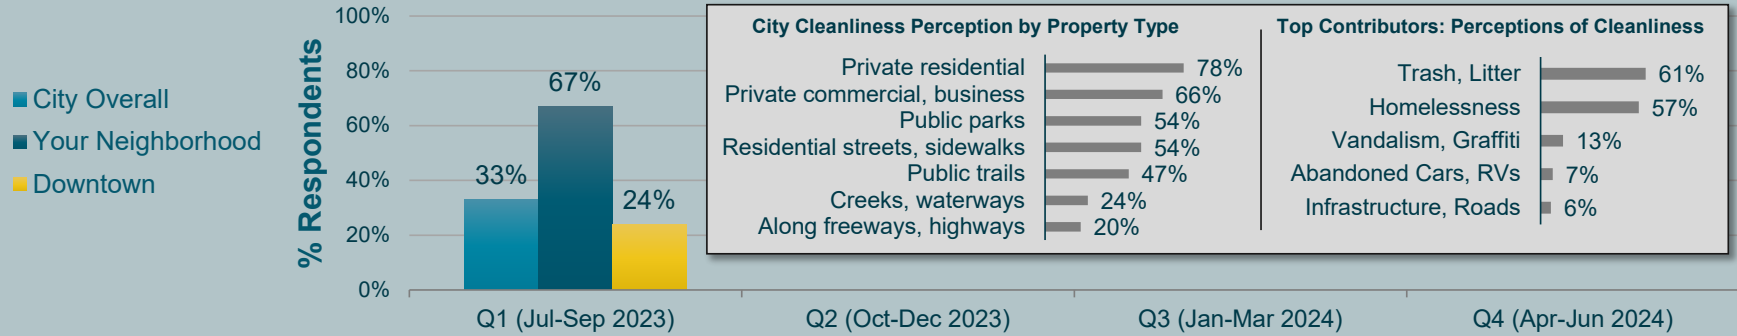 City Overall
Your Neighborhood
Downtown
% Respondents
100%
80%
60%
40%
20%
0%
33%
67%
24%
Q1 (Jul-Sep 2023)
Q2 (Oct-Dec 2023)
Q3 (Jan-Mar 2024)
Q4 (Apr-Jun 2024)
City Cleanliness Perception by Property Type
Private residential 78%
Private commercial, business 66%
Public parks 54%
Residential streets, sidewalks 54%
Public trails 47%
Creeks, waterways 24%
Along freeways, highways 20%
Top Contributors: Perceptions of Cleanliness
Trash, Litter 61%
Homelessness 57%
Vandalism, Graffiti 13%
Abandoned Cars, RVs 7%
Infrastructure, Roads 6%